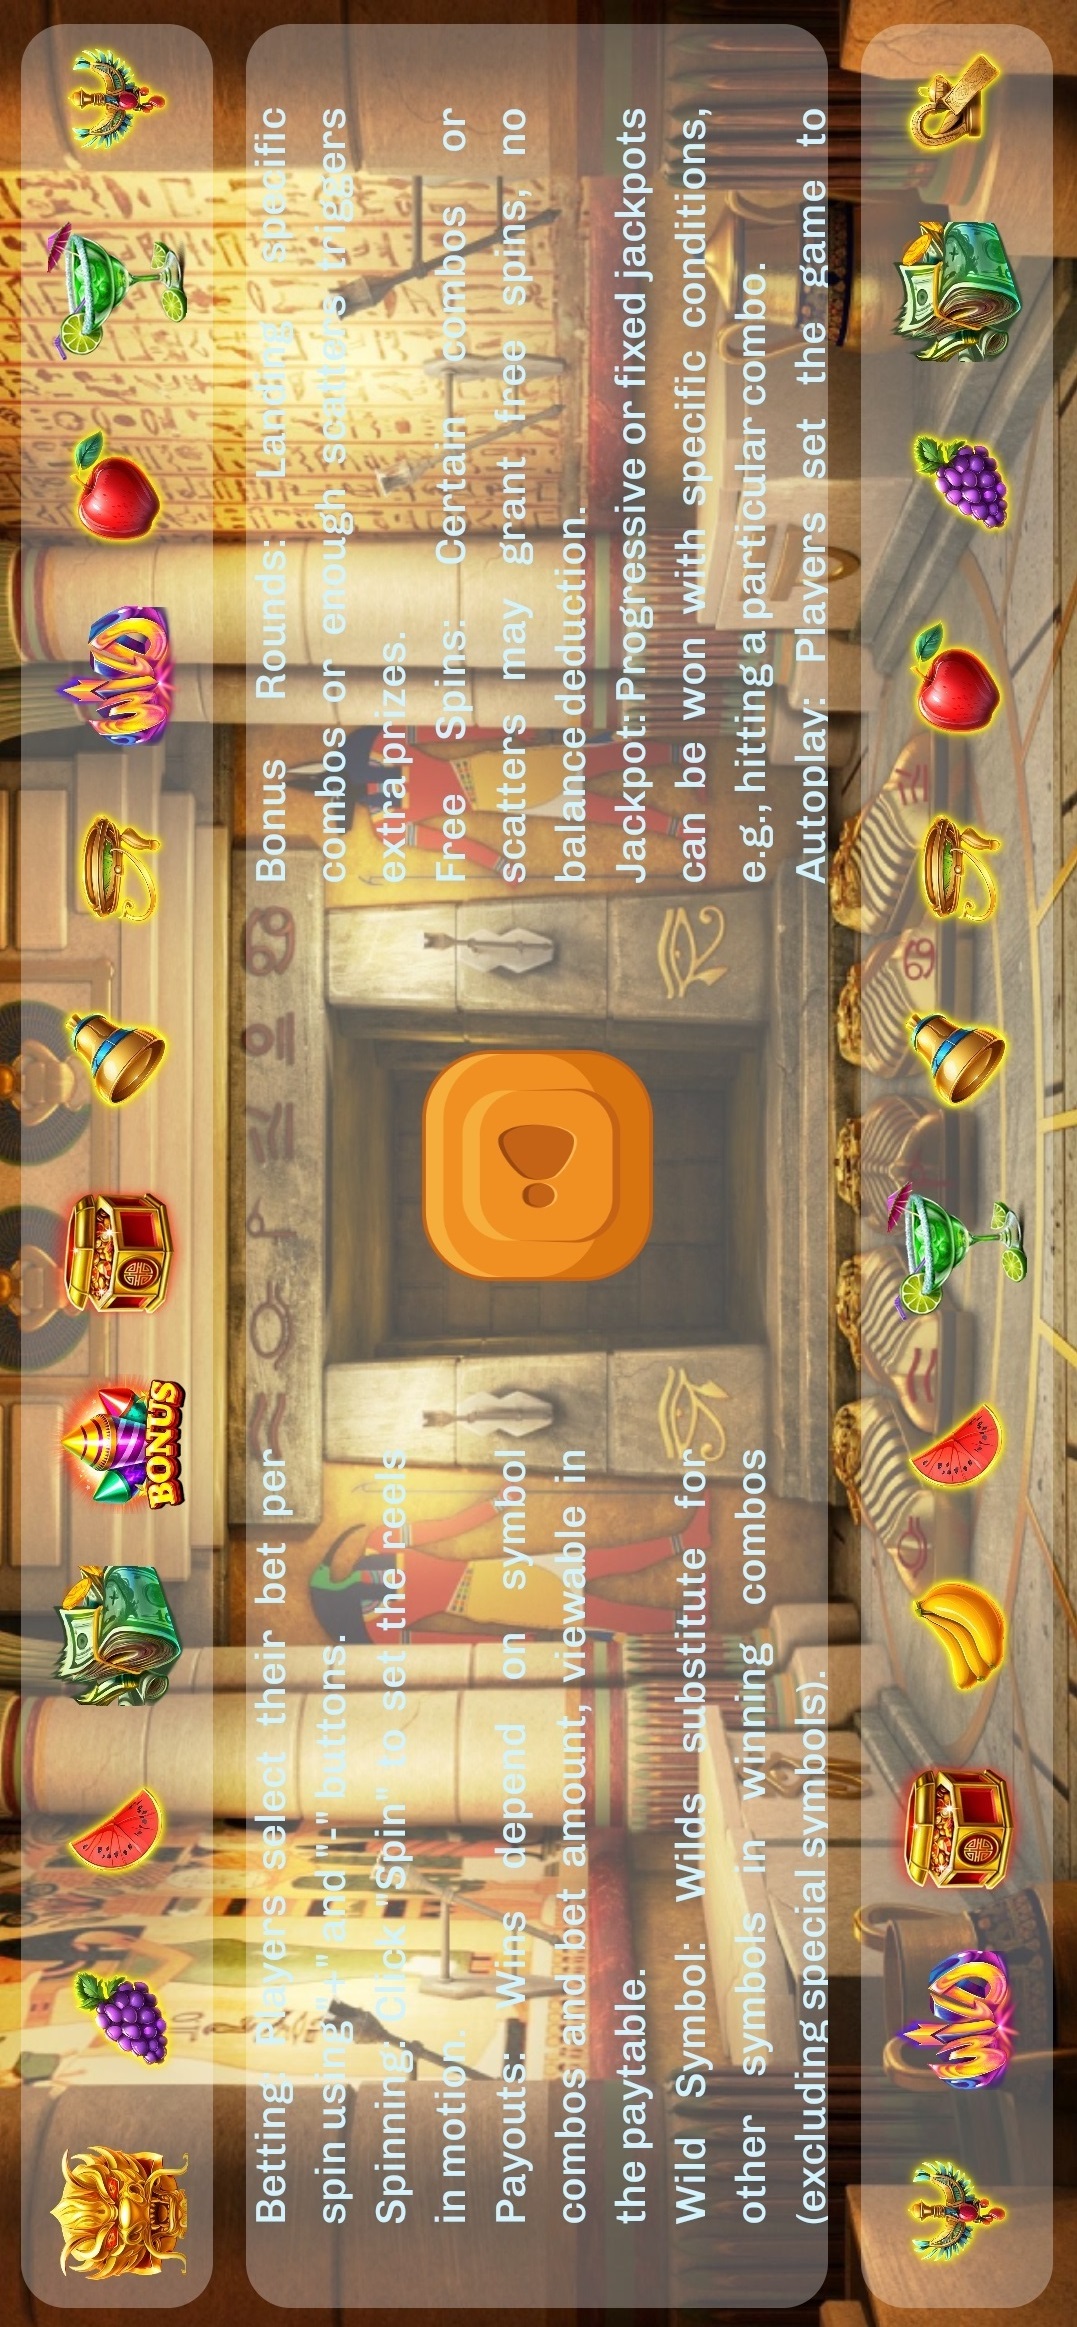 WILD
BONUS
Betting: Players select their bet per
spin using "+" and "-" buttons.
Spinning: Click "Spin" to set the reels
in motion.
Payouts: Wins depend on symbol
combos and bet amount, viewable in
the paytable.
Wild Symbol: Wilds substitute for
other symbols in winning combos
(excluding special symbols).
Bonus Rounds: Landing specific
combos or enough scatters triggers
extra prizes.
Free Spins: Certain combos or
scatters may grant free spins, no
balance deduction.
Jackpot: Progressive or fixed jackpots
can be won with specific conditions,
e.g., hitting a particular combo.
Autoplay: Players set the game to
WILD